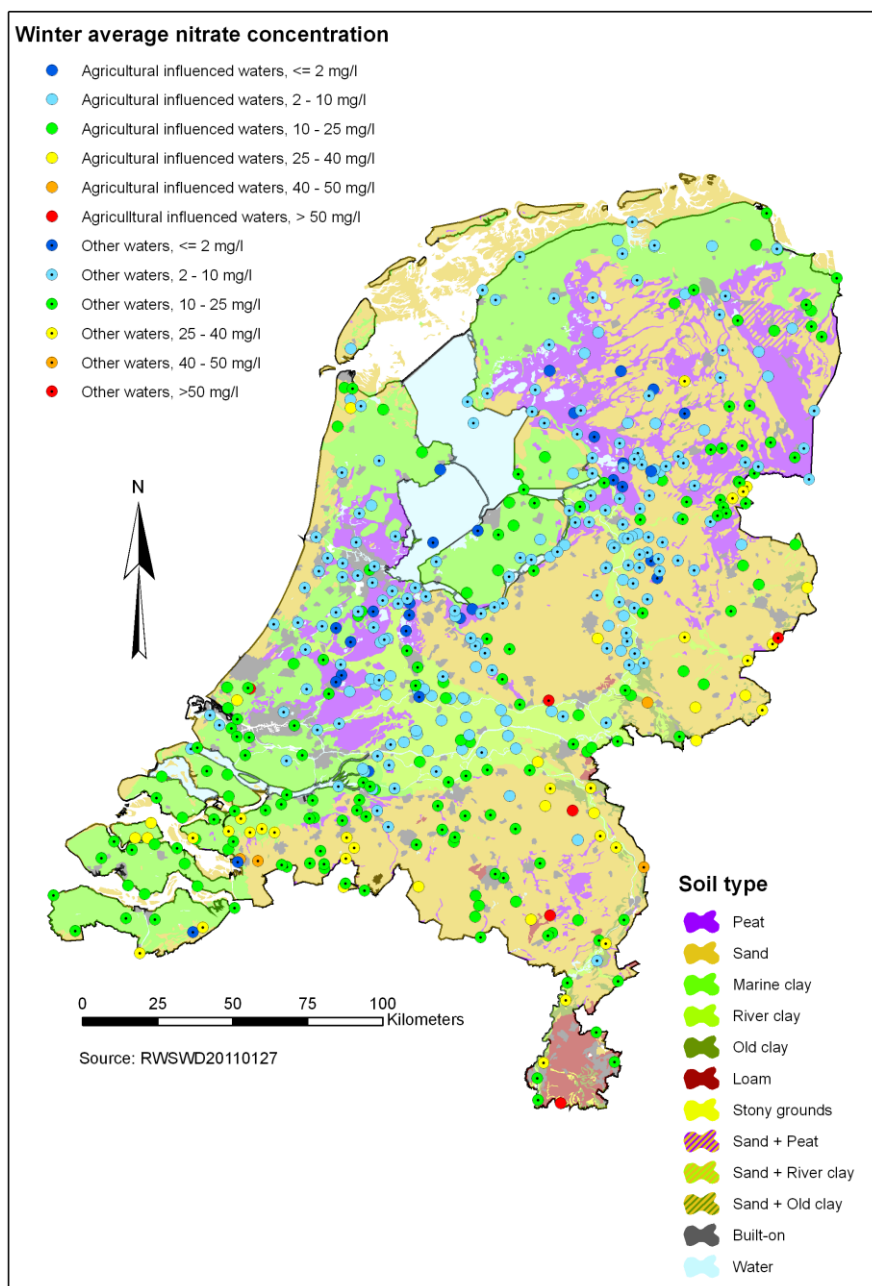 Winter average nitrate concentration
Agricultural influenced waters, <= 2 mg/l
Agricultural influenced waters, 2 - 10 mg/l
Agricultural influenced waters, 10 - 25 mg/l
Agricultural influenced waters, 25 - 40 mg/l
Agricultural influenced waters, 40 - 50 mg/l
Agriculltural influenced waters, > 50 mg/l
Other waters, <= 2 mg/l
Other waters, 2 - 10 mg/l
Other waters, 10 - 25 mg/l
Other waters, 25 - 40 mg/l
Other waters, 40 - 50 mg/l
Other waters, >50 mg/l
N
Soil type
Peat
Sand
Marine clay
River clay
Old clay
Loam
Stony grounds
Sand + Peat
Sand + River clay
Sand + Old clay
Built-on
Water
0 25 50 75 100
Kilometers
Source: RWSWD20110127